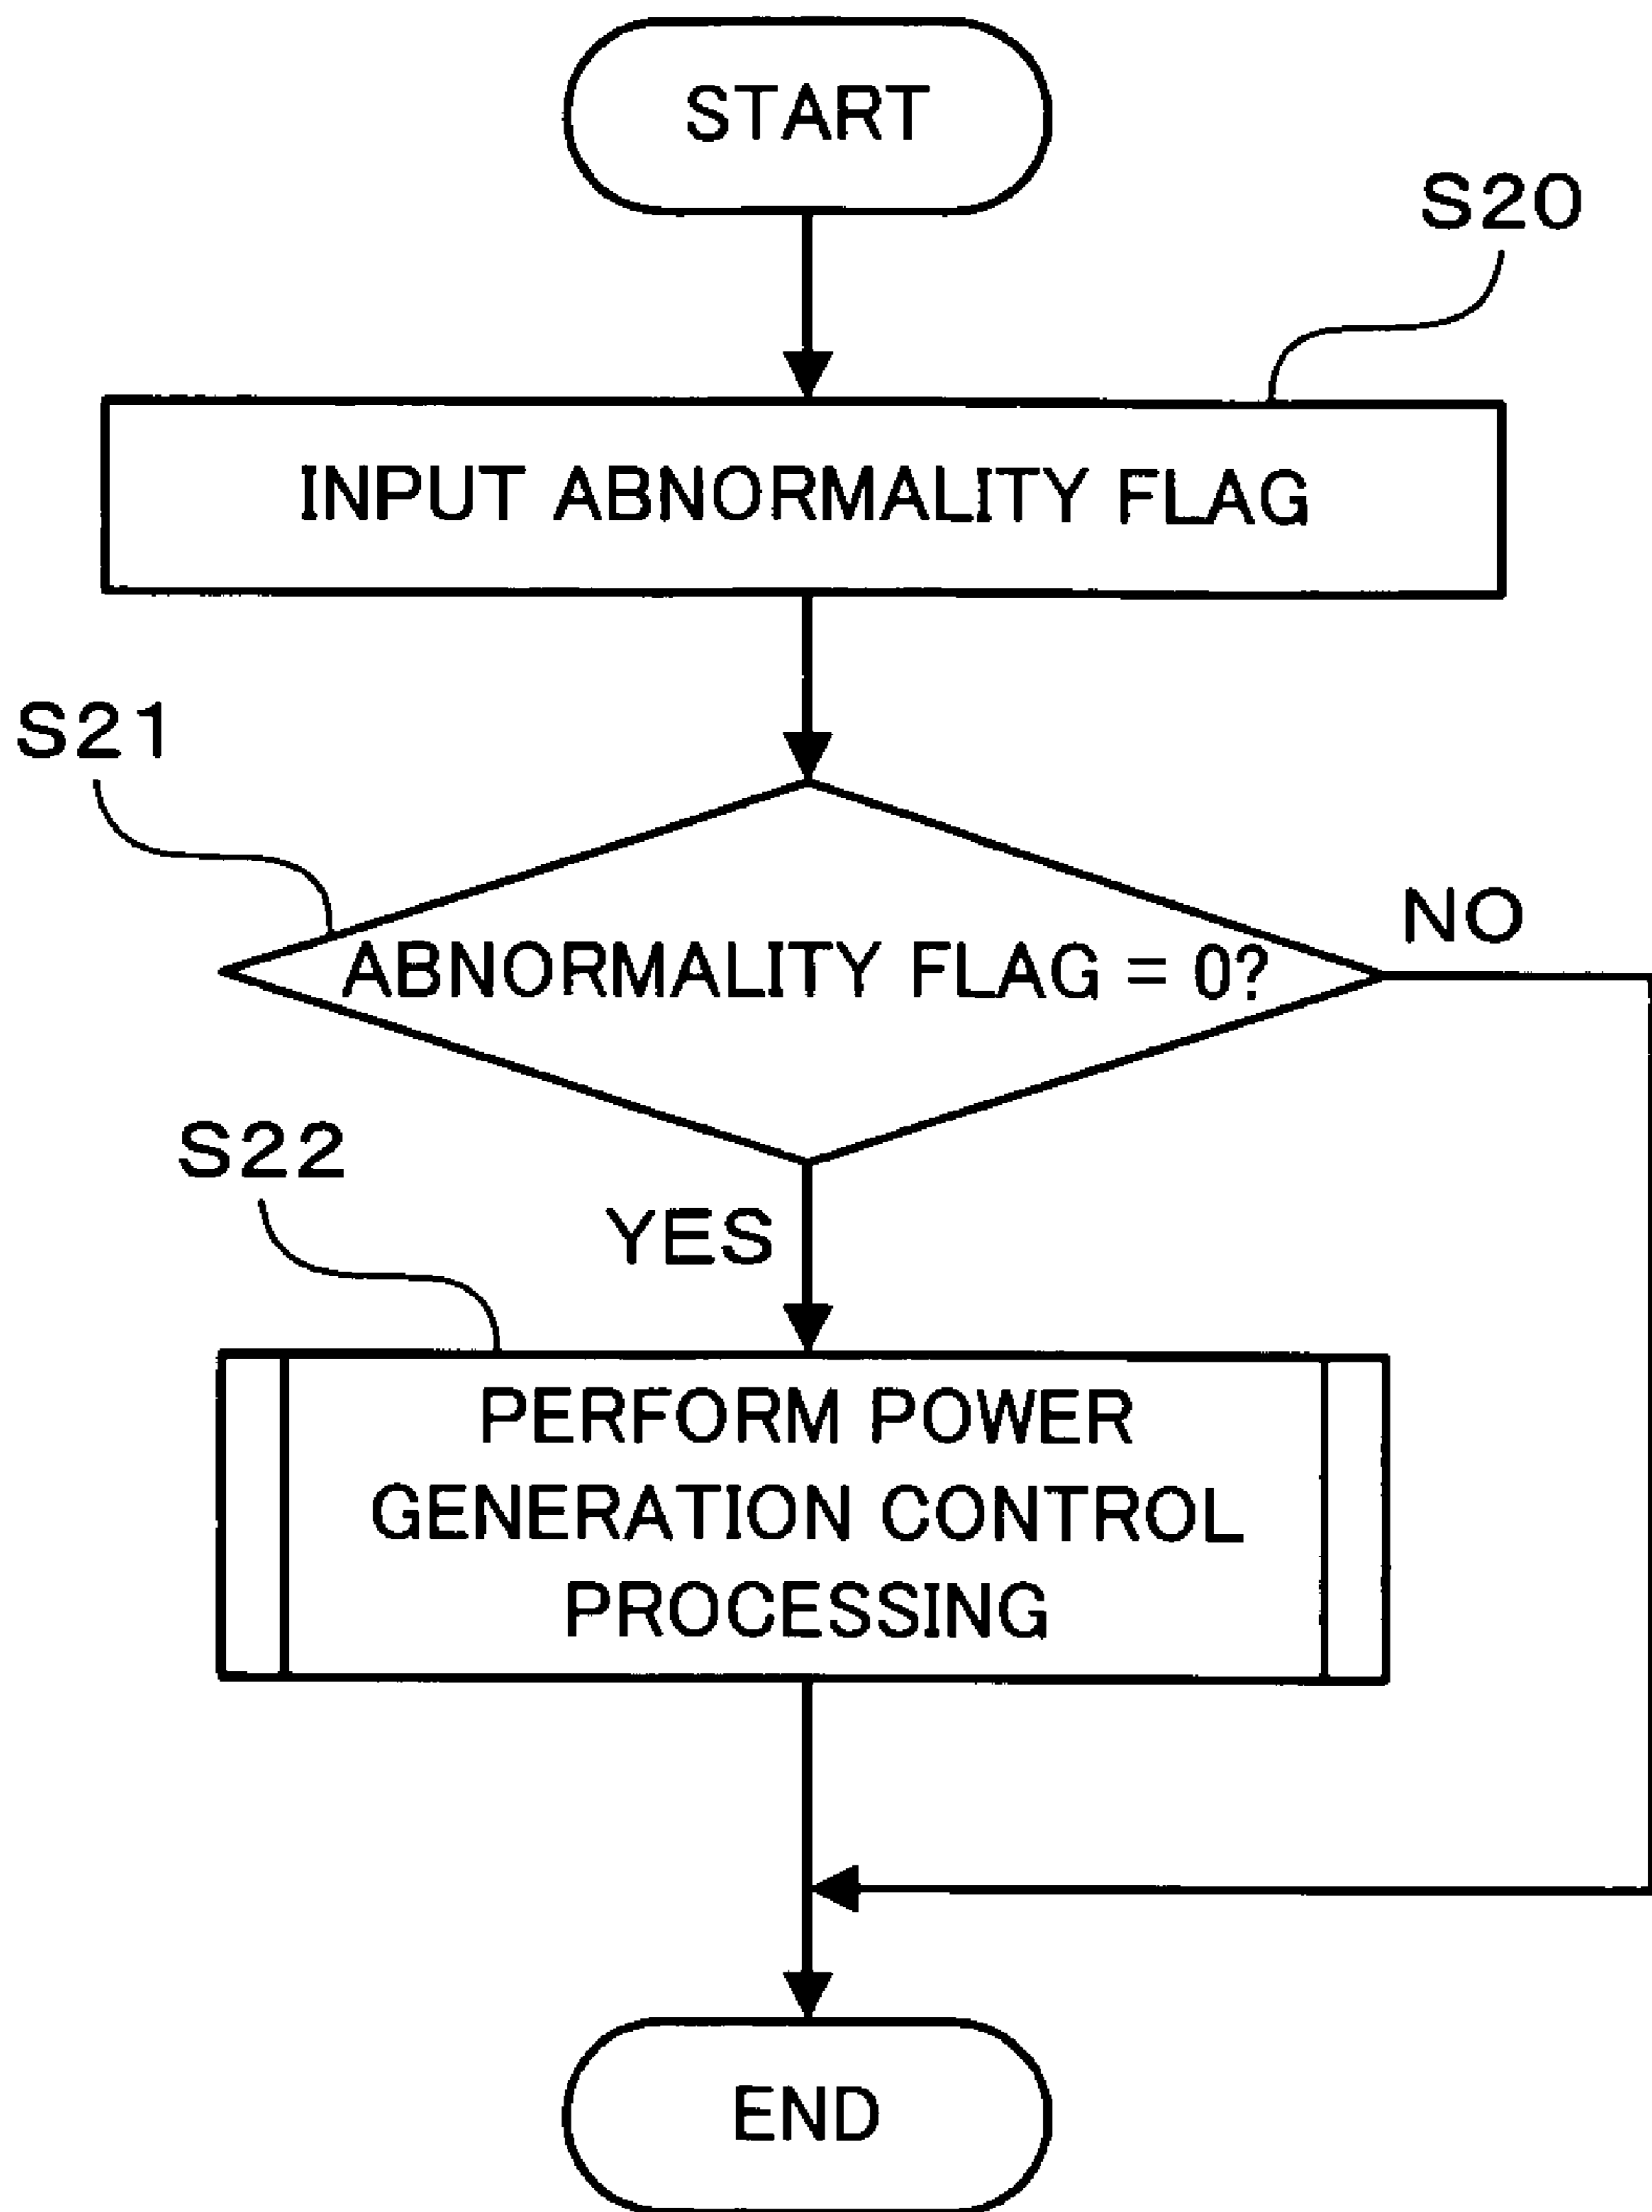 START
S20
INPUT ABNORMALITY FLAG
S21
NO
ABNORMALITY FLAG = 0?
S22
YES
PERFORM POWER
GENERATION CONTROL
PROCESSING
END